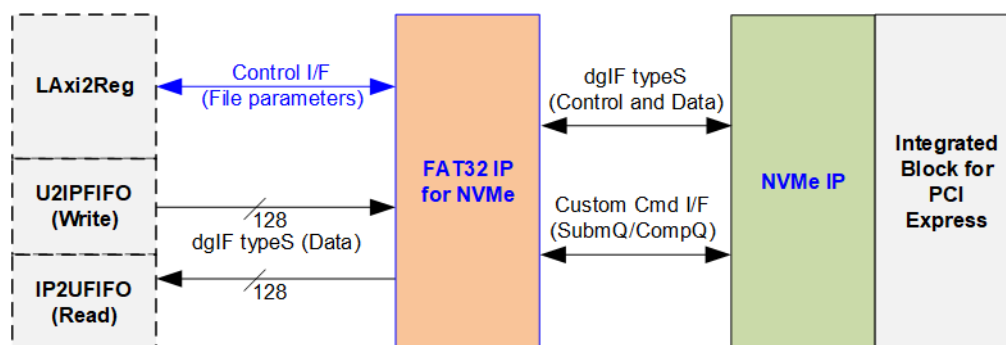 LAxi2Reg
Control I/F
(File parameters)
U2IPFIFO
(Write)
128
dgIF typeS (Data)
IP2UFIFO
(Read)
128
FAT32 IP
for NVMe
dgIF typeS
(Control and Data)
Custom Cmd I/F
(SubmQ/CompQ)
NVMe IP
Integrated
Block for
PCI
Express